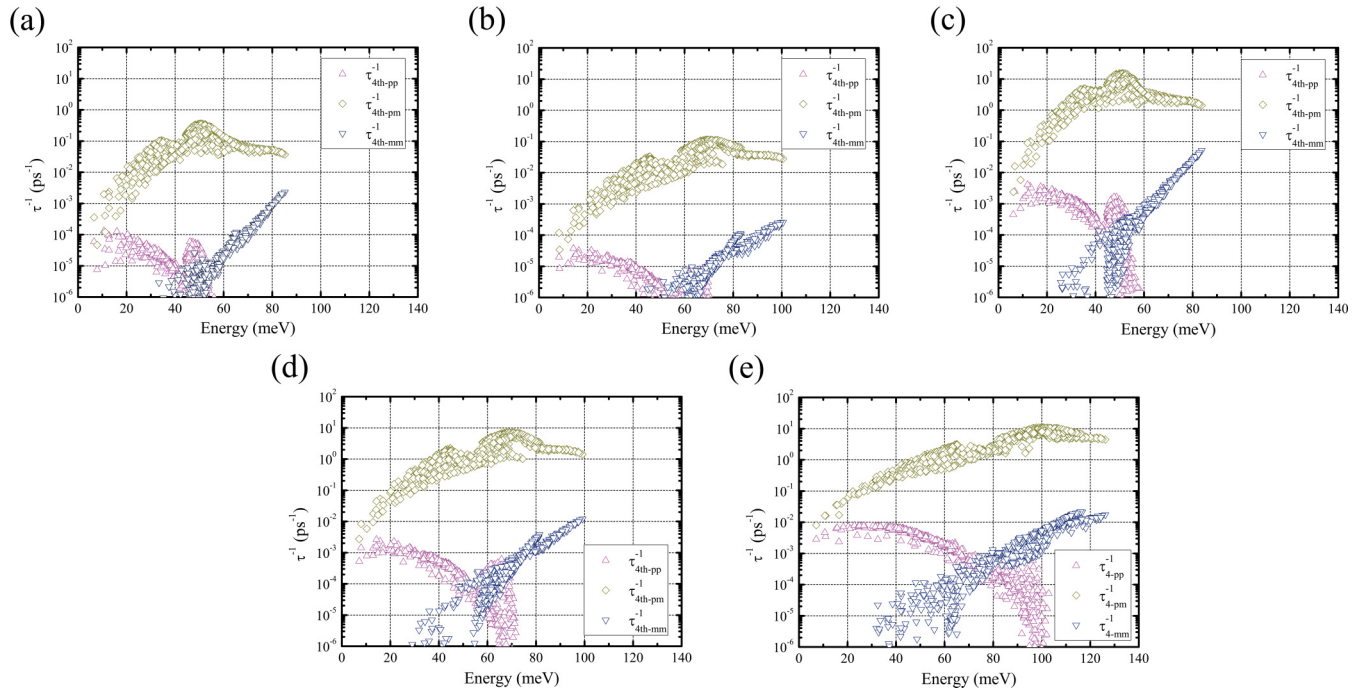 (a)
10² 10¹ 10⁰ 10⁻¹ 10⁻² 10⁻³ 10⁻⁴ 10⁻⁵ 10⁻⁶
τ⁻¹ (ps⁻¹)
τ⁻¹4th-pp
τ⁻¹4th-pm
τ⁻¹4th-mm
0 20 40 60 80 100 120 140
Energy (meV)
(b)
10² 10¹ 10⁰ 10⁻¹ 10⁻² 10⁻³ 10⁻⁴ 10⁻⁵ 10⁻⁶
τ⁻¹ (ps⁻¹)
τ⁻¹4th-pp
τ⁻¹4th-pm
τ⁻¹4th-mm
0 20 40 60 80 100 120 140
Energy (meV)
(c)
10² 10¹ 10⁰ 10⁻¹ 10⁻² 10⁻³ 10⁻⁴ 10⁻⁵ 10⁻⁶
τ⁻¹ (ps⁻¹)
τ⁻¹4th-pp
τ⁻¹4th-pm
τ⁻¹4th-mm
0 20 40 60 80 100 120 140
Energy (meV)
(d)
10² 10¹ 10⁰ 10⁻¹ 10⁻² 10⁻³ 10⁻⁴ 10⁻⁵ 10⁻⁶
τ⁻¹ (ps⁻¹)
τ⁻¹4th-pp
τ⁻¹4th-pm
τ⁻¹4th-mm
0 20 40 60 80 100 120 140
Energy (meV)
(e)
10² 10¹ 10⁰ 10⁻¹ 10⁻² 10⁻³ 10⁻⁴ 10⁻⁵ 10⁻⁶
τ⁻¹ (ps⁻¹)
τ⁻¹4-pp
τ⁻¹4-pm
τ⁻¹4-mm
0 20 40 60 80 100 120 140
Energy (meV)